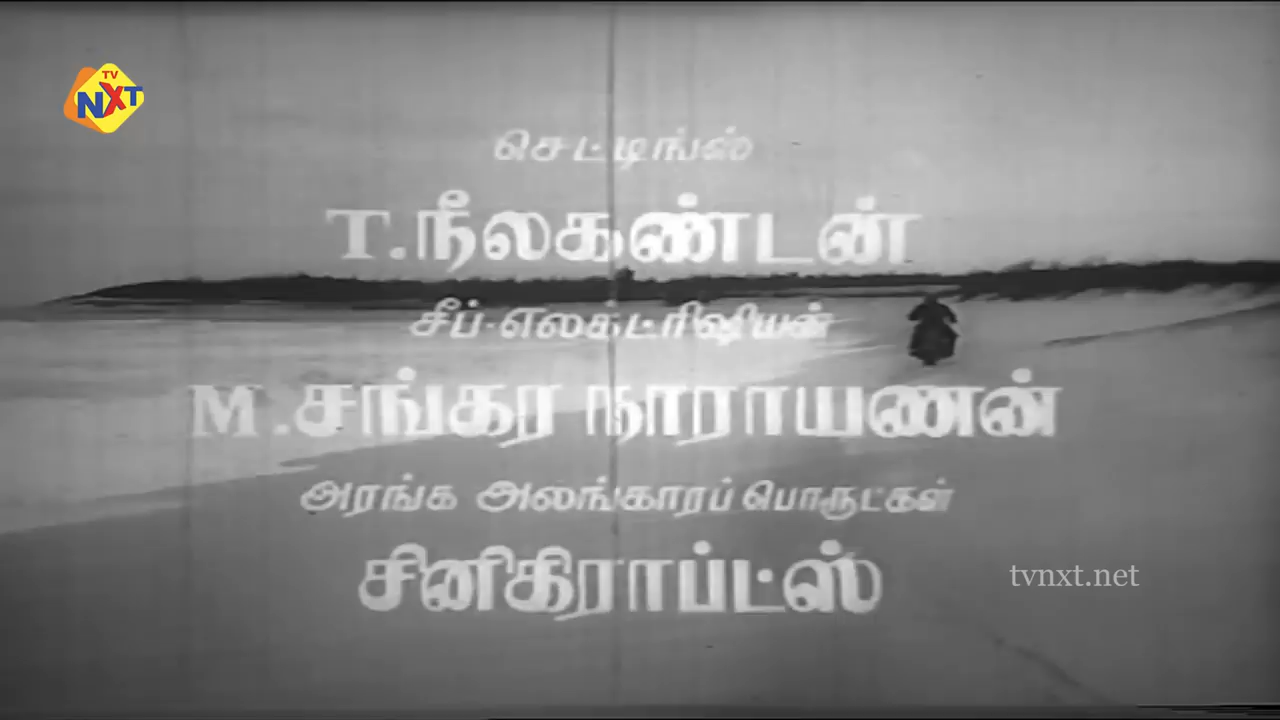 TV
NXT
செட்டிங்ஸ்
T.நீலகண்டன்
சீப்-எலக்ட்ரிஷியன்
M.சங்கர நாராயணன்
அரங்க அலங்காரப் பொருட்கள்
சினிகிராப்ட்ஸ்
tvnxt.net